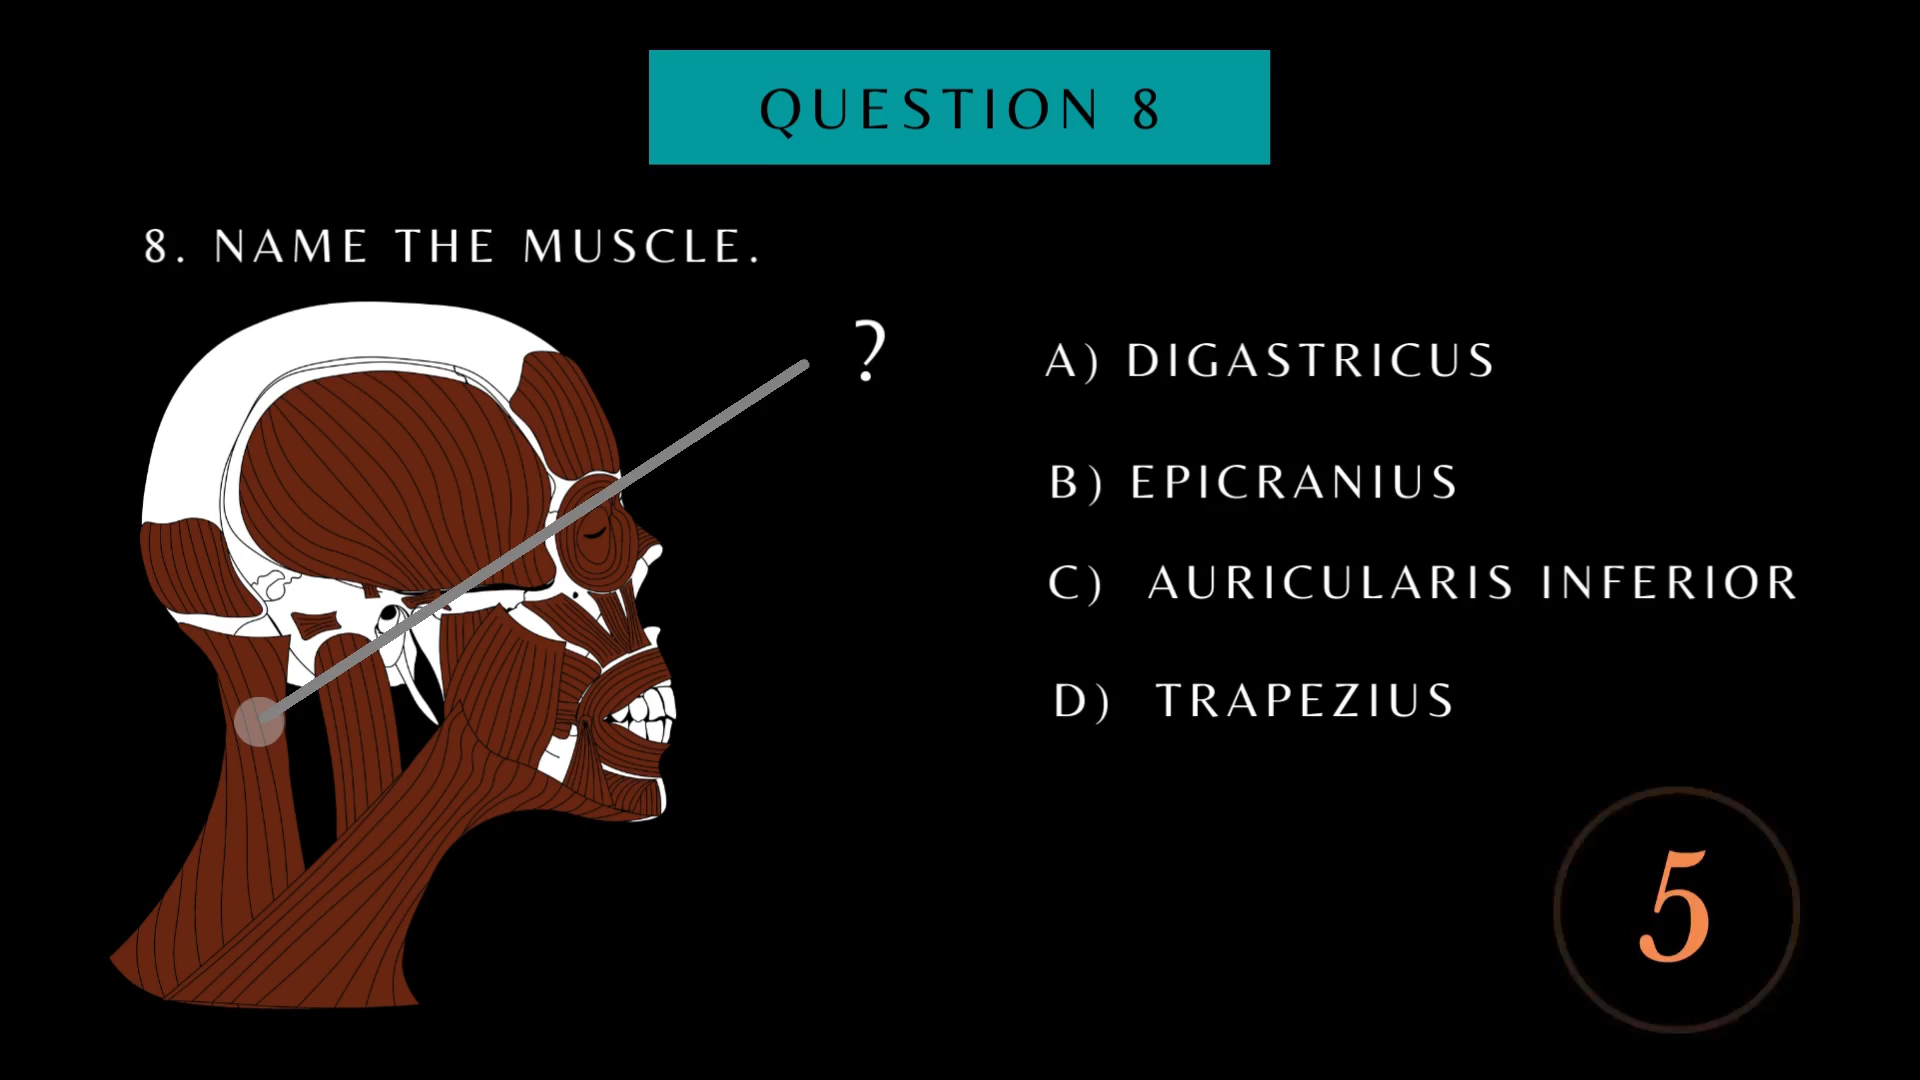 QUESTION 8
8. NAME THE MUSCLE.
?
A) DIGASTRICUS
B) EPICRANIUS
C) AURICULARIS INFERIOR
D) TRAPEZIUS
5